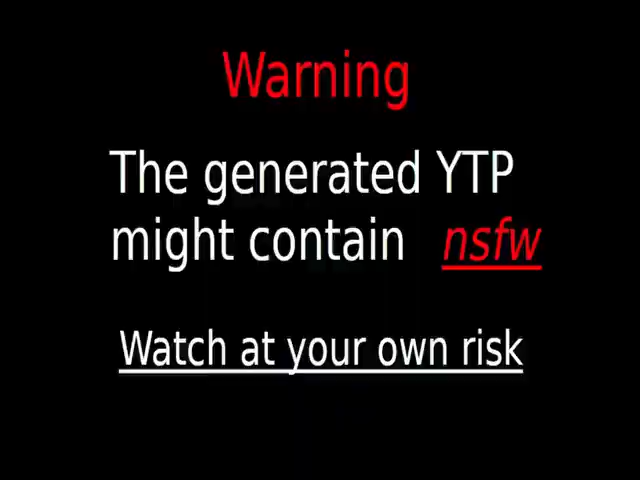 Warning
The generated YTP
might contain nsfw
Watch at your own risk